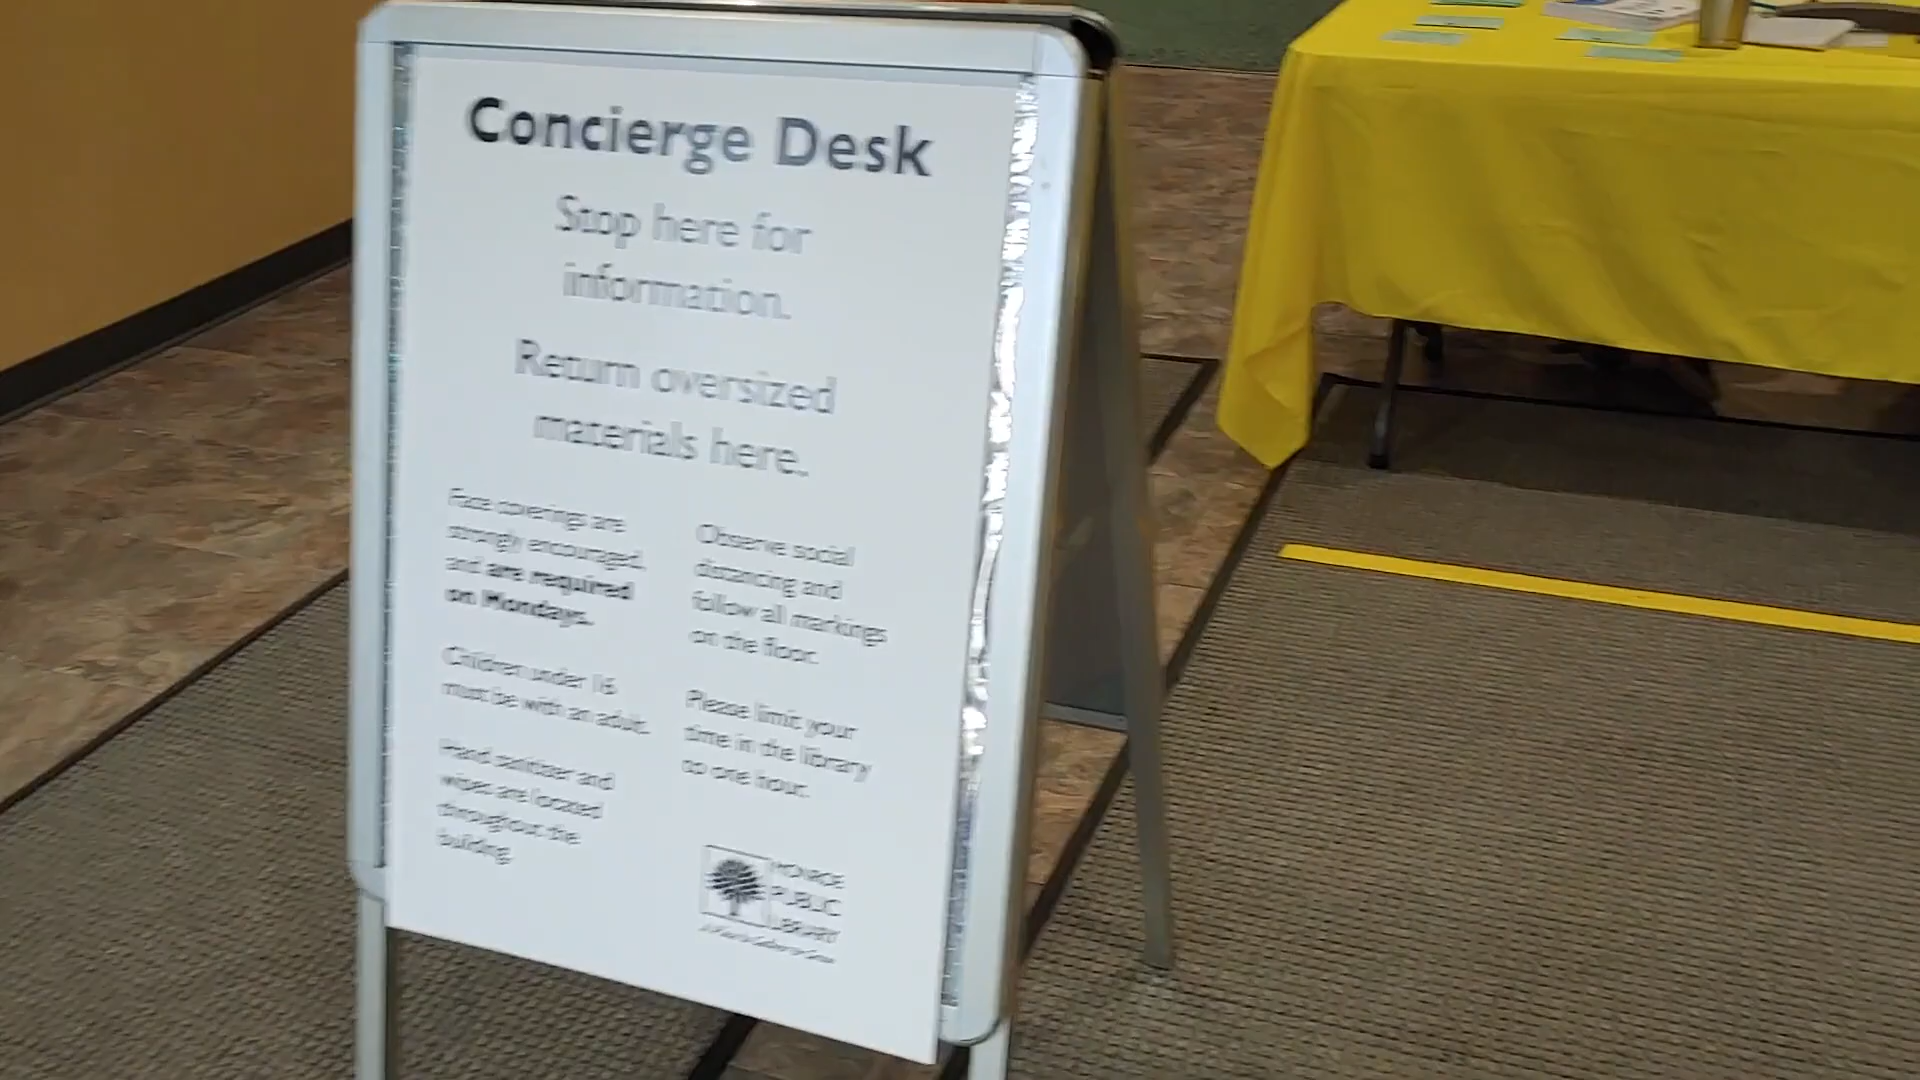 Concierge Desk
Stop here for
information.
Return oversized
materials here.
Face coverings are
strongly encouraged,
and are required
on Mondays.
Children under 16
must be with an adult.
Hand sanitizer and
wipes are located
throughout the
building.
Observe social
distancing and
follow all markings
on the floor.
Please limit your
time in the library
to one hour.
MONROE
PUBLIC
LIBRARY